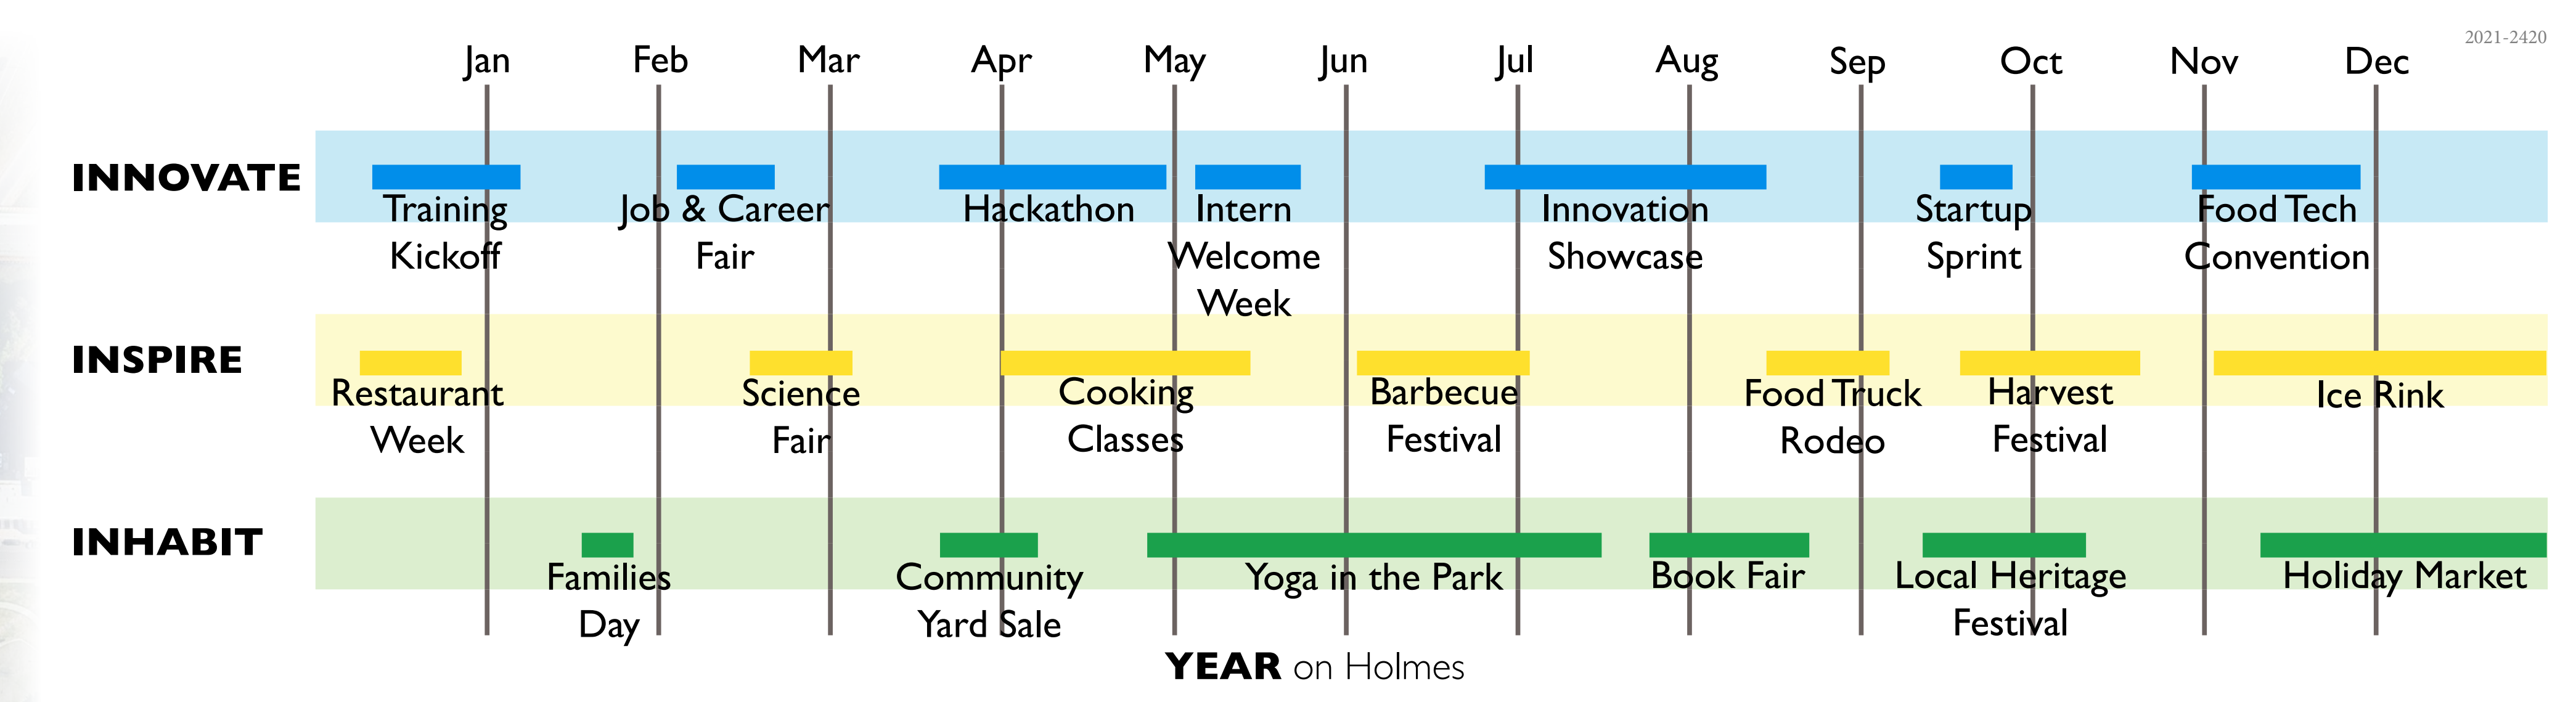 2021-2420
Jan Feb Mar Apr May Jun Jul Aug Sep Oct Nov Dec
INNOVATE
Training
Kickoff
Job & Career
Fair
Hackathon
Intern
Welcome
Week
Innovation
Showcase
Startup
Sprint
Food Tech
Convention
INSPIRE
Restaurant
Week
Science
Fair
Cooking
Classes
Barbecue
Festival
Food Truck
Rodeo
Harvest
Festival
Ice Rink
INHABIT
Families
Day
Community
Yard Sale
Yoga in the Park
Book Fair
Local Heritage
Festival
Holiday Market
YEAR on Holmes